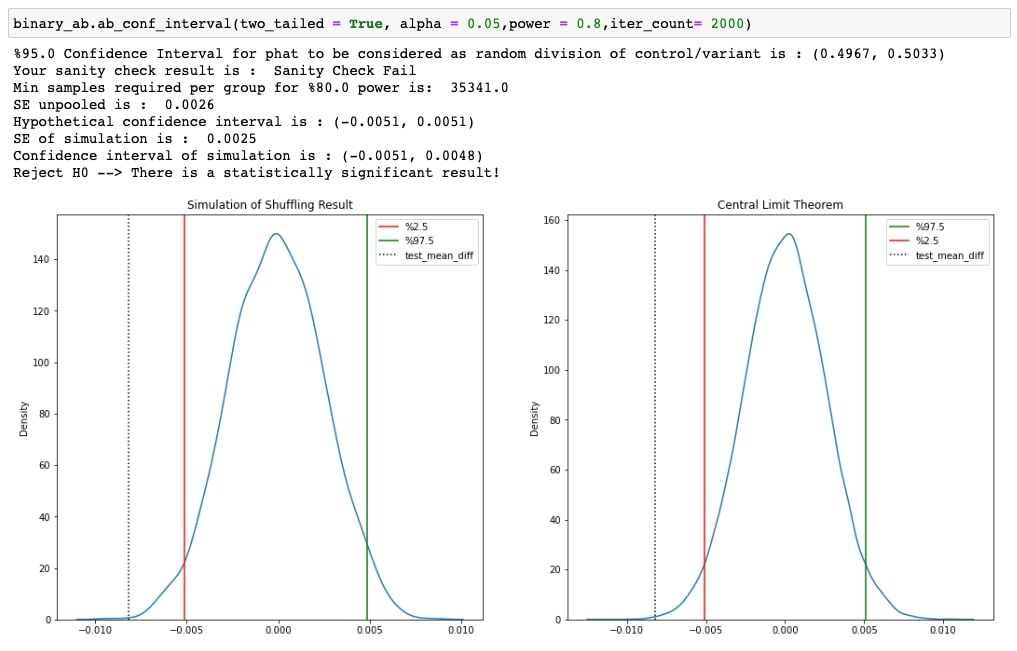 binary_ab.ab_conf_interval(two_tailed = True, alpha = 0.05,power = 0.8,iter_count= 2000)
%95.0 Confidence Interval for phat to be considered as random division of control/variant is : (0.4967, 0.5033)
Your sanity check result is :  Sanity Check Fail
Min samples required per group for %80.0 power is:  35341.0
SE unpooled is :  0.0026
Hypothetical confidence interval is : (-0.0051, 0.0051)
SE of simulation is :  0.0025
Confidence interval of simulation is : (-0.0051, 0.0048)
Reject H0 --> There is a statistically significant result!
Simulation of Shuffling Result
%2.5
%97.5
test_mean_diff
Density
140
120
100
80
60
40
20
0
−0.010
−0.005
0.000
0.005
0.010
Central Limit Theorem
%97.5
%2.5
test_mean_diff
Density
160
140
120
100
80
60
40
20
0
−0.010
−0.005
0.000
0.005
0.010